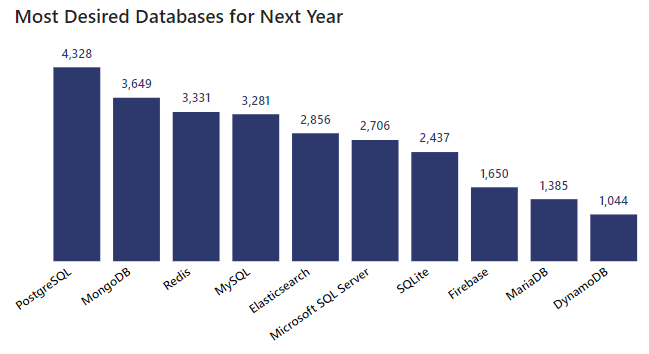 Most Desired Databases for Next Year
4,328
3,649
3,331
3,281
2,856
2,706
2,437
1,650
1,385
1,044
PostgreSQL
MongoDB
Redis
MySQL
Elasticsearch
Microsoft SQL Server
SQLite
Firebase
MariaDB
DynamoDB